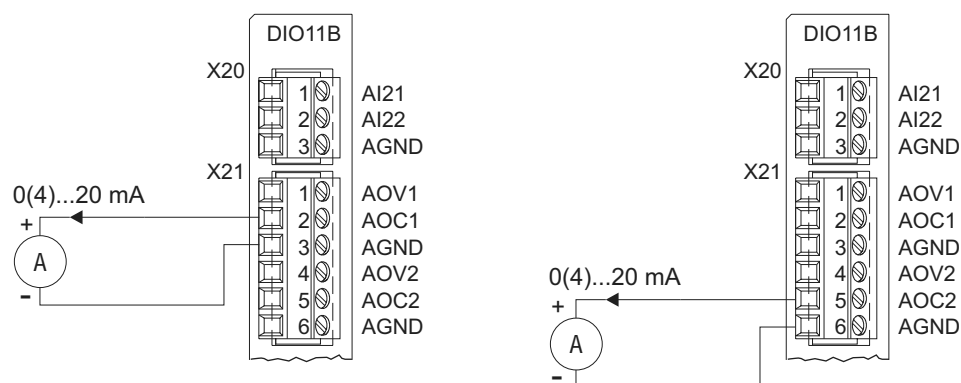 DIO11B
X20
1 AI21
2 AI22
3 AGND
X21
1 AOV1
0(4)...20 mA
2 AOC1
+
3 AGND
A
4 AOV2
-
5 AOC2
6 AGND
DIO11B
X20
1 AI21
2 AI22
3 AGND
X21
1 AOV1
2 AOC1
3 AGND
4 AOV2
0(4)...20 mA
5 AOC2
+
6 AGND
A
-